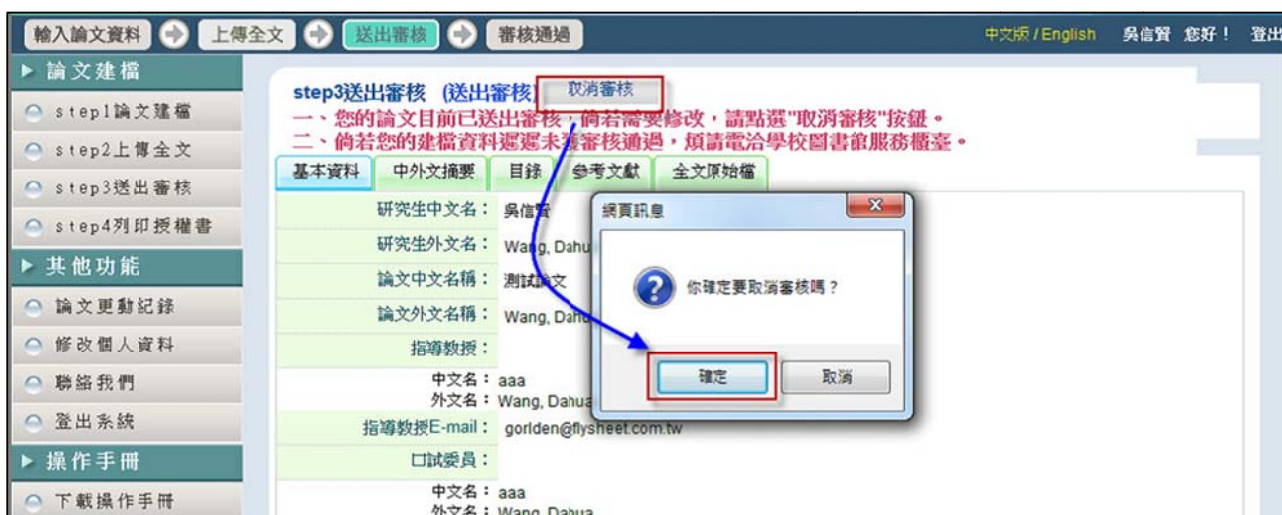 輸入論文資料 上傳全文 送出審核 審核通過 中文版 / English 吳信賢 您好！ 登出
論文建檔
step1論文建檔
step2上傳全文
step3送出審核
step4列印授權書
其他功能
論文更動紀錄
修改個人資料
聯絡我們
登出系統
操作手冊
下載操作手冊
step3送出審核 (送出審核) 取消審核
一、您的論文目前已送出審核，倘若需要修改，請點選"取消審核"按鈕。
二、倘若您的建檔資料遲遲未獲審核通過，煩請電洽學校圖書館服務櫃臺。
基本資料 中外文摘要 目錄 參考文獻 全文原始檔
研究生中文名： 吳信賢
研究生外文名： Wang, Dahu
論文中文名稱： 測試論文
論文外文名稱： Wang, Dahu
指導教授：
中文名： aaa
外文名： Wang, Dahua
指導教授E-mail： gorlden@flysheet.com.tw
口試委員：
中文名： aaa
外文名： Wang, Dahua
網頁訊息
你確定要取消審核嗎？
確定 取消